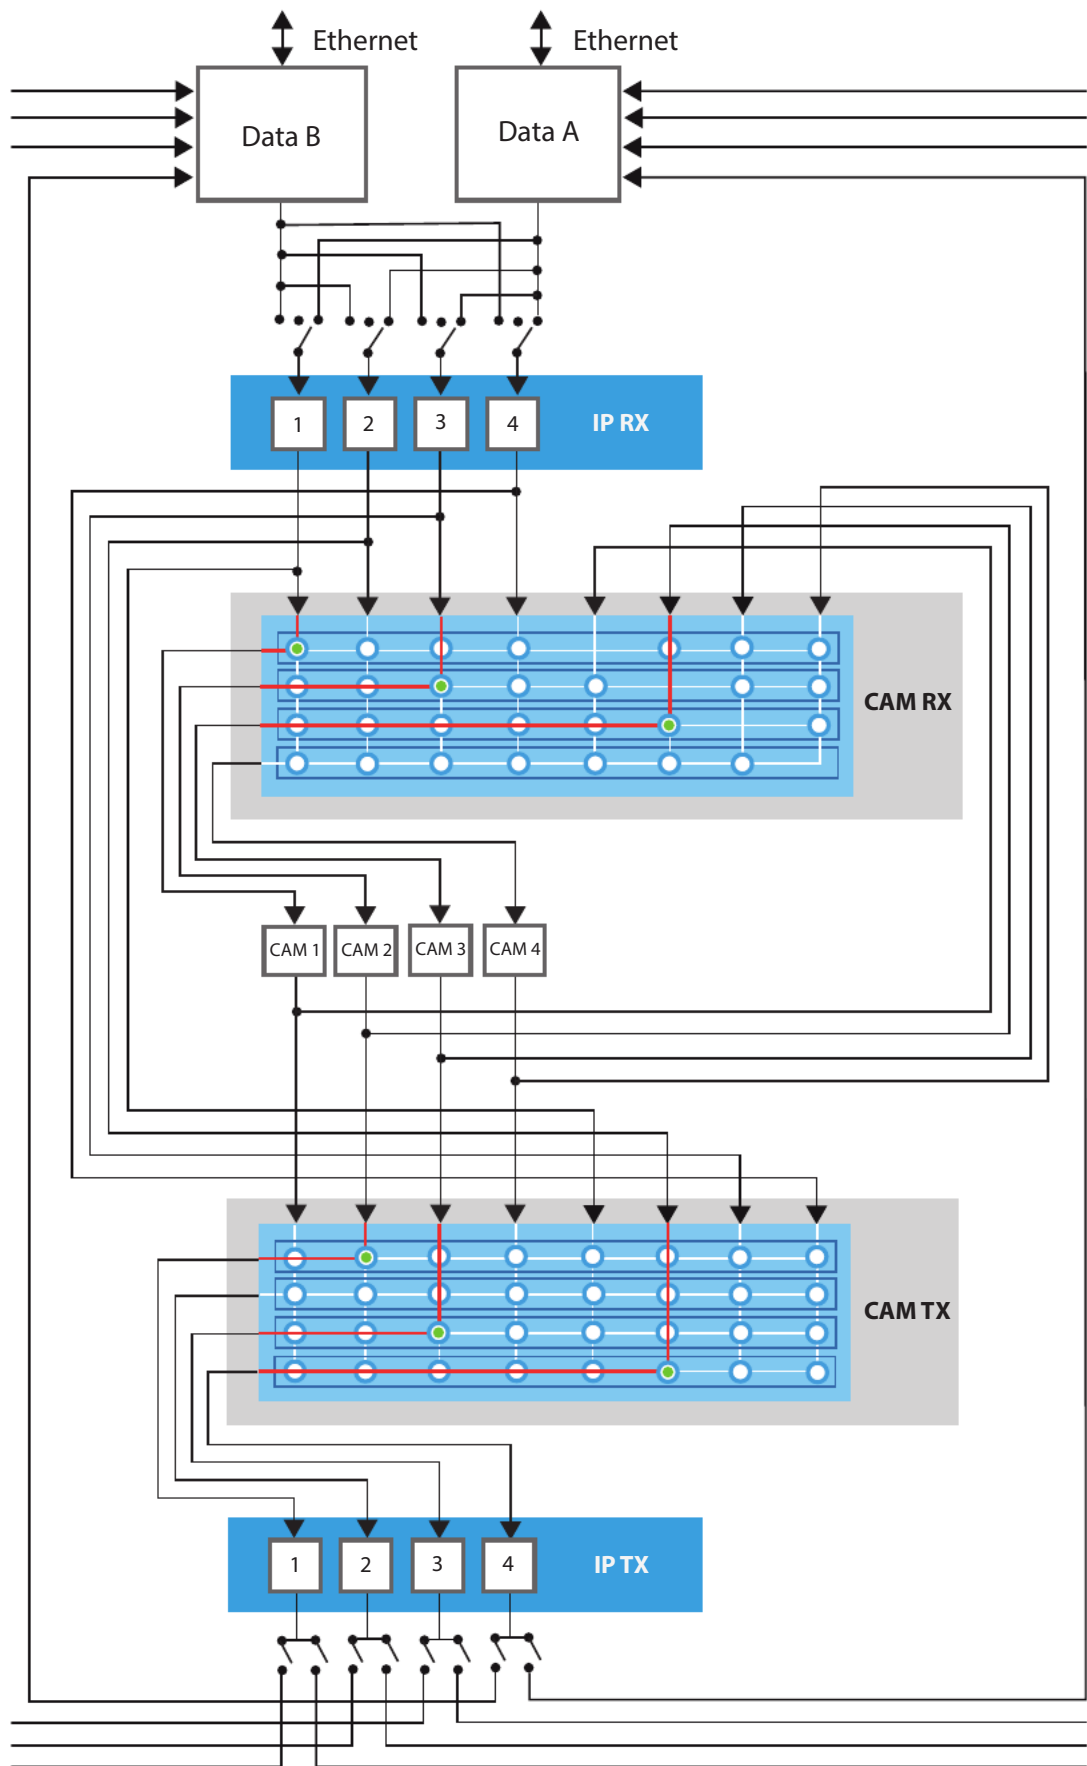 Ethernet
Ethernet
Data B
Data A
1
2
3
4
IP RX
CAM RX
CAM 1
CAM 2
CAM 3
CAM 4
CAM TX
1
2
3
4
IP TX